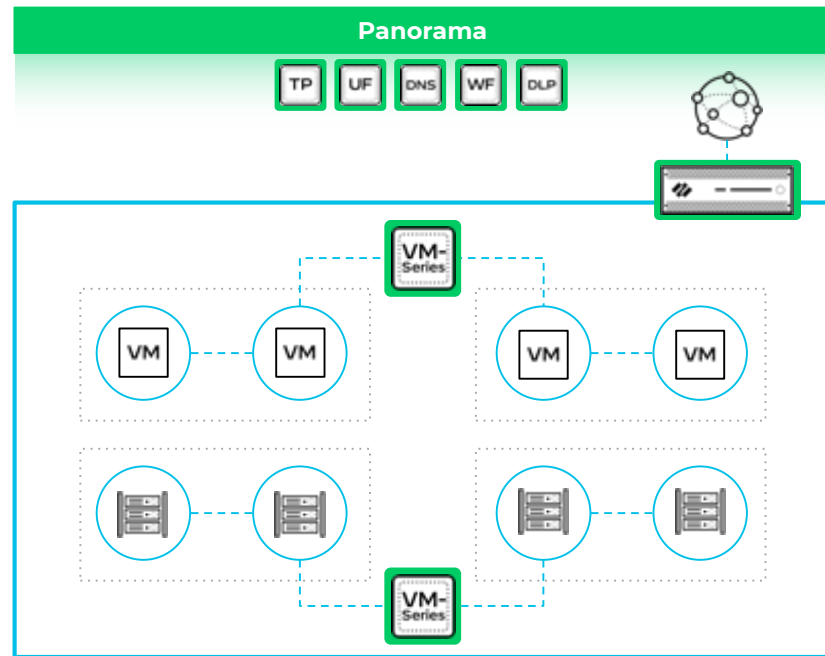 Panorama
TP UF DNS WF DLP
VM-
Series
VM VM VM VM
VM-
Series